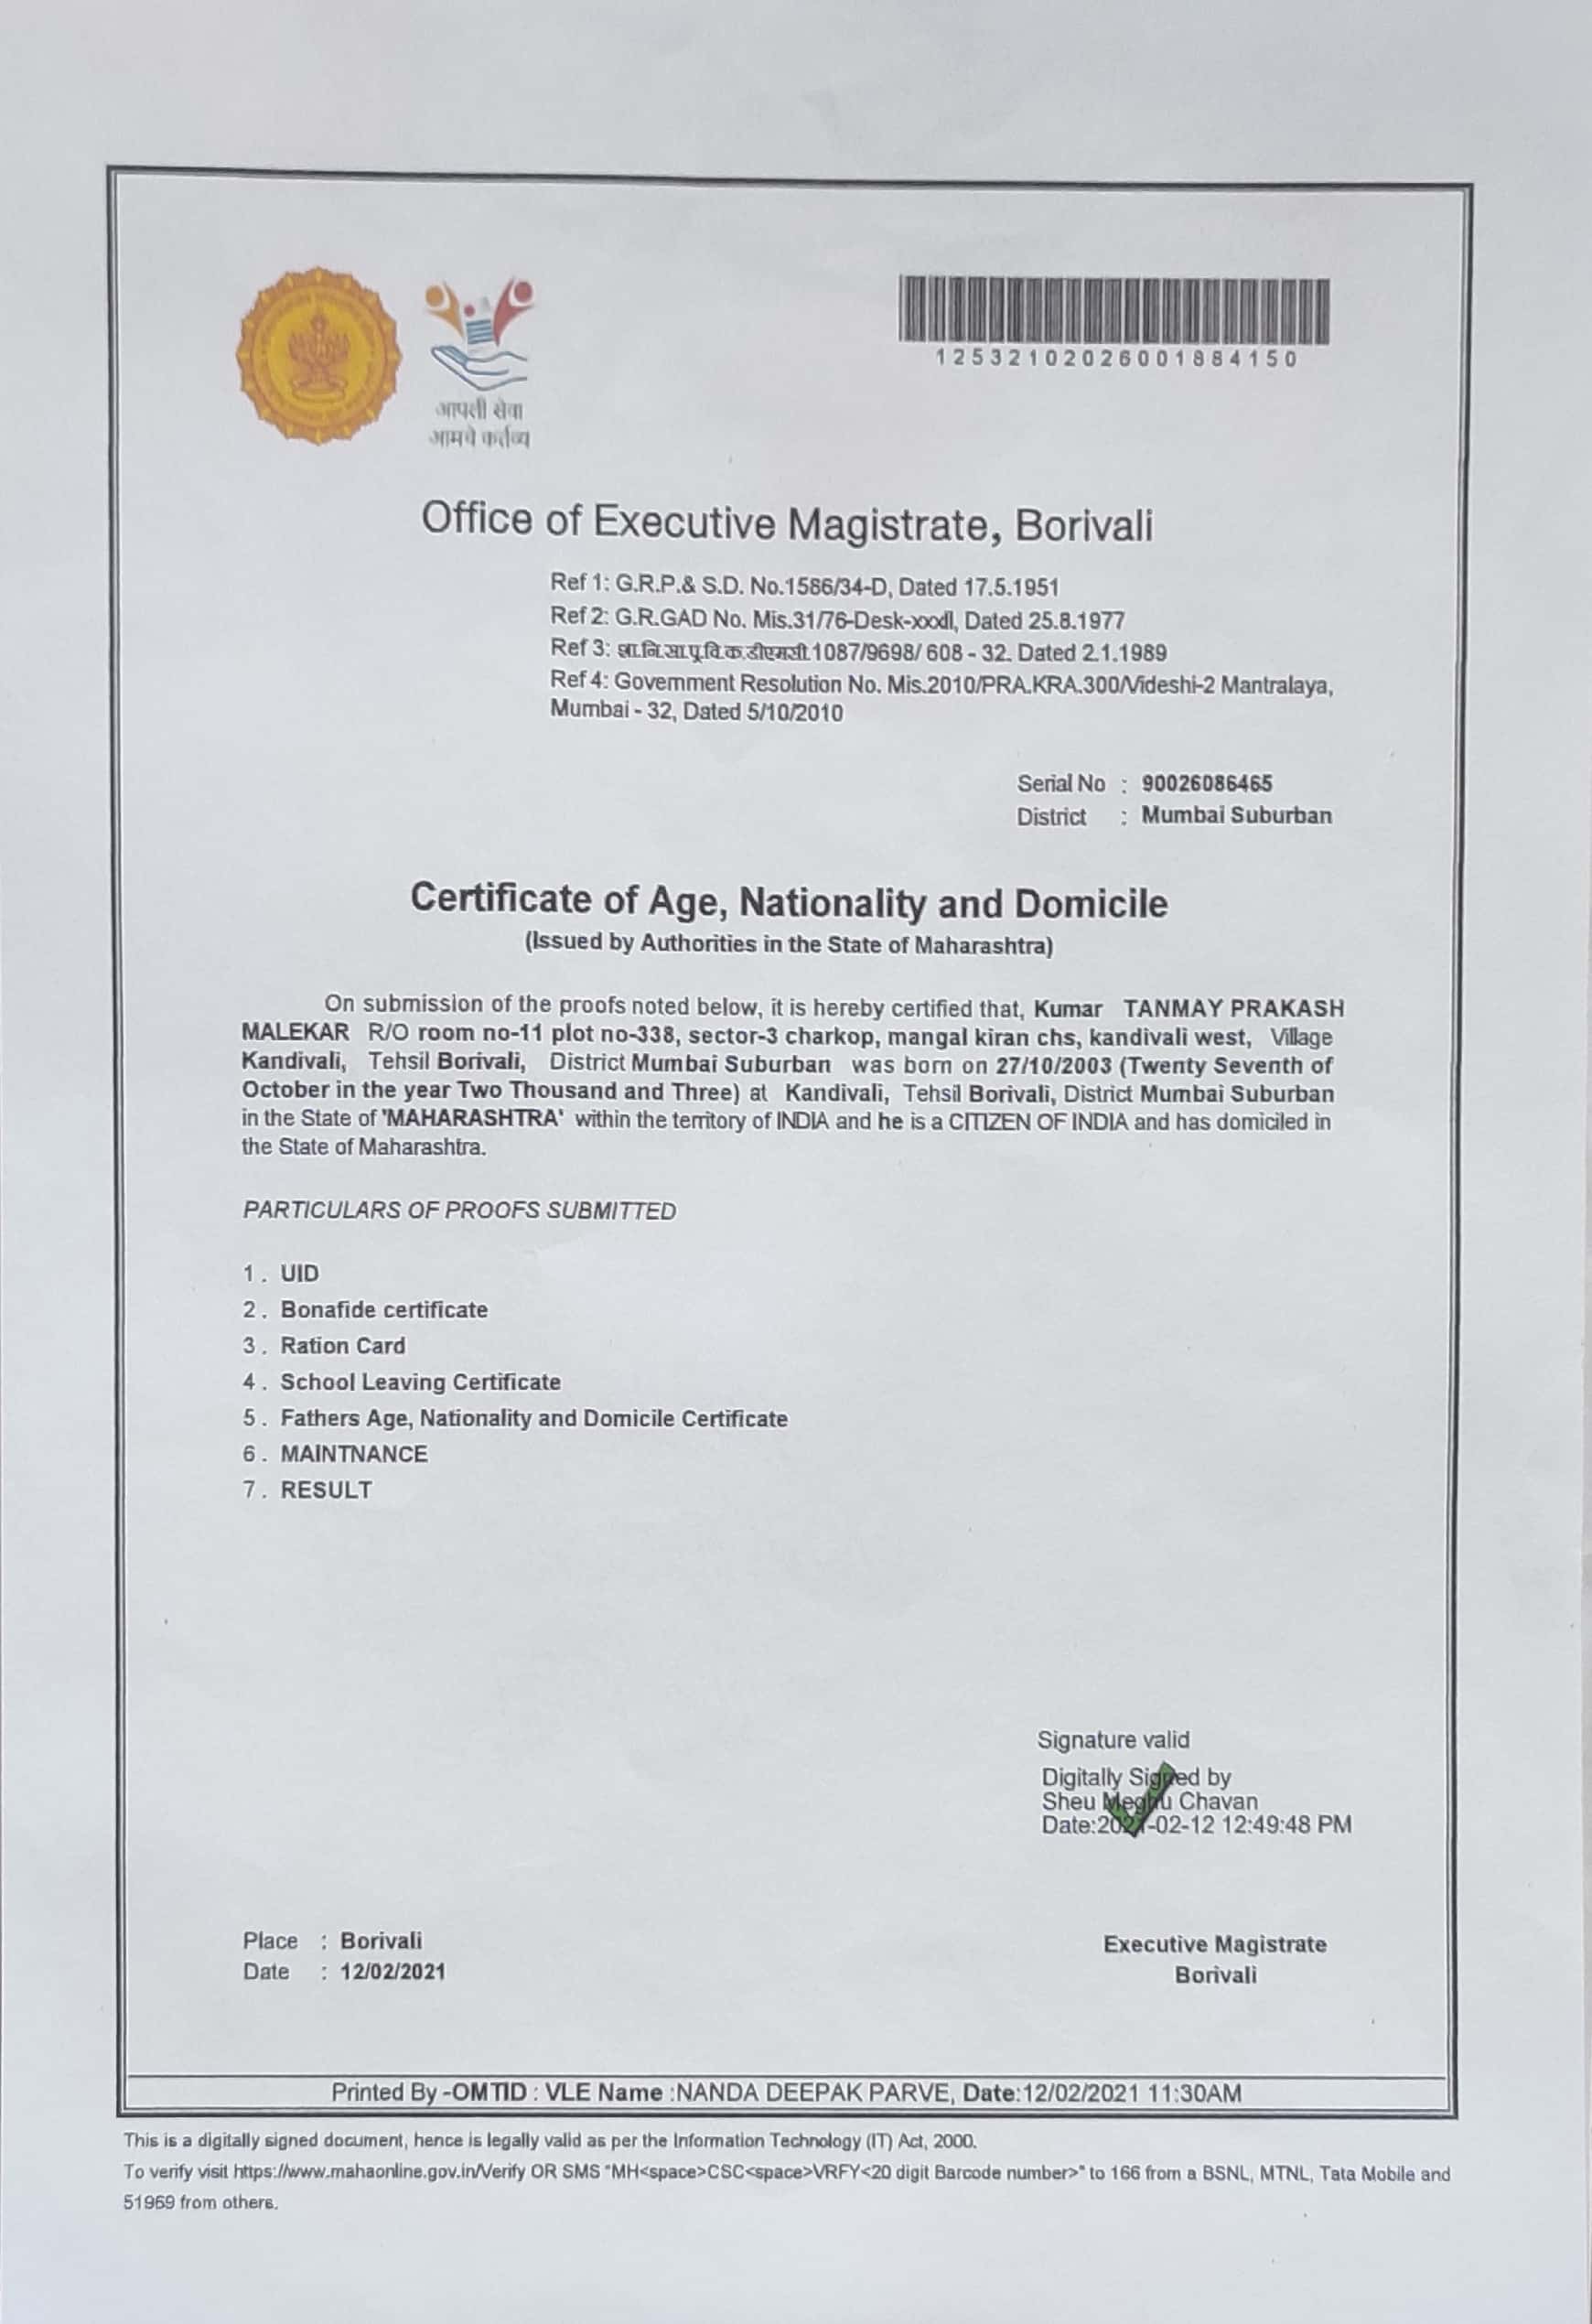 12532102026001884150
आपली सेवा
आमचे कर्तव्य
Office of Executive Magistrate, Borivali
Ref 1: G.R.P.& S.D. No.1586/34-D, Dated 17.5.1951
Ref 2: G.R.GAD No. Mis.31/76-Desk-xxxdl, Dated 25.8.1977
Ref 3: शा.नि.सा.पू.वि.क.डीएमसी.1087/9698/ 608 - 32. Dated 2.1.1989
Ref 4: Government Resolution No. Mis.2010/PRA.KRA.300/Videshi-2 Mantralaya,
Mumbai - 32, Dated 5/10/2010
Serial No : 90026086465
District : Mumbai Suburban
Certificate of Age, Nationality and Domicile
(Issued by Authorities in the State of Maharashtra)
On submission of the proofs noted below, it is hereby certified that, Kumar TANMAY PRAKASH
MALEKAR R/O room no-11 plot no-338, sector-3 charkop, mangal kiran chs, kandivali west, Village
Kandivali, Tehsil Borivali, District Mumbai Suburban was born on 27/10/2003 (Twenty Seventh of
October in the year Two Thousand and Three) at Kandivali, Tehsil Borivali, District Mumbai Suburban
in the State of 'MAHARASHTRA' within the territory of INDIA and he is a CITIZEN OF INDIA and has domiciled in
the State of Maharashtra.
PARTICULARS OF PROOFS SUBMITTED
1 . UID
2 . Bonafide certificate
3 . Ration Card
4 . School Leaving Certificate
5 . Fathers Age, Nationality and Domicile Certificate
6 . MAINTNANCE
7 . RESULT
Signature valid
Digitally Signed by
Sheu Meghu Chavan
Date:2021-02-12 12:49:48 PM
Place : Borivali
Date : 12/02/2021
Executive Magistrate
Borivali
Printed By -OMTID : VLE Name :NANDA DEEPAK PARVE, Date:12/02/2021 11:30AM
This is a digitally signed document, hence is legally valid as per the Information Technology (IT) Act, 2000.
To verify visit https://www.mahaonline.gov.in/Verify OR SMS "MH<space>CSC<space>VRFY<20 digit Barcode number>" to 166 from a BSNL, MTNL, Tata Mobile and
51969 from others.